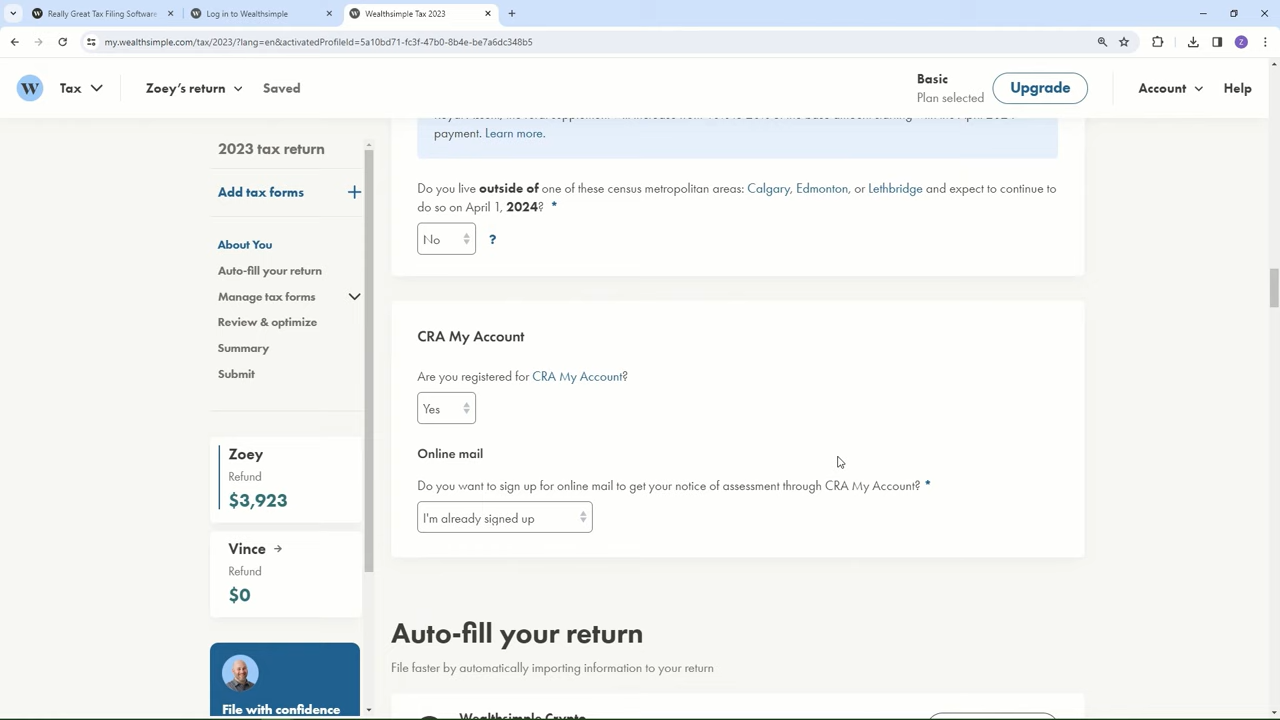 Really Great Tax Filing Software
Log in to Wealthsimple
Wealthsimple Tax 2023
my.wealthsimple.com/tax/2023/?lang=en&activatedProfileId=5a10bd71-fc3f-47b0-8b4e-be7a6dc348b5
Z
W
Tax
Zoey's return
Saved
Basic
Plan selected
Upgrade
Account
Help
2023 tax return
Add tax forms +
About You
Auto-fill your return
Manage tax forms
Review & optimize
Summary
Submit
Zoey
Refund
$3,923
Vince →
Refund
$0
File with confidence
payment. Learn more.
Do you live outside of one of these census metropolitan areas: Calgary, Edmonton, or Lethbridge and expect to continue to
do so on April 1, 2024? *
No ?
CRA My Account
Are you registered for CRA My Account?
Yes
Online mail
Do you want to sign up for online mail to get your notice of assessment through CRA My Account? *
I'm already signed up
Auto-fill your return
File faster by automatically importing information to your return
Wealthsimple Crypto